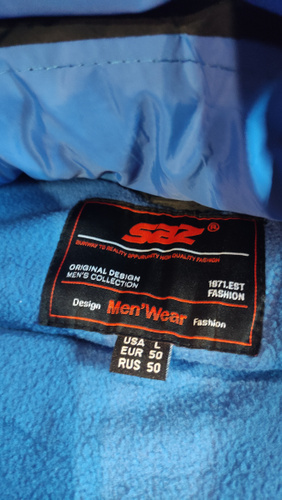 saz®
ORIGINAL DESIGN
MEN'S COLLECTION
1971.EST
FASHION
Design Men'Wear Fashion
USA L
EUR 50
RUS 50